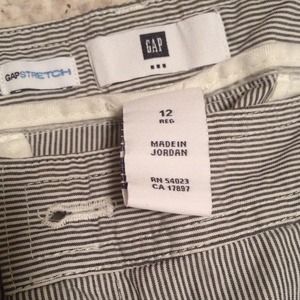 GAP
GAPSTRETCH
12
REG
MADE IN
JORDAN
RN 54023
CA 17897